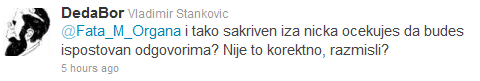 DedaBor Vladimir Stankovic
@Fata_M_Organa i tako sakriven iza nicka ocekujes da budes
ispostovan odgovorima? Nije to korektno, razmisli?
5 hours ago